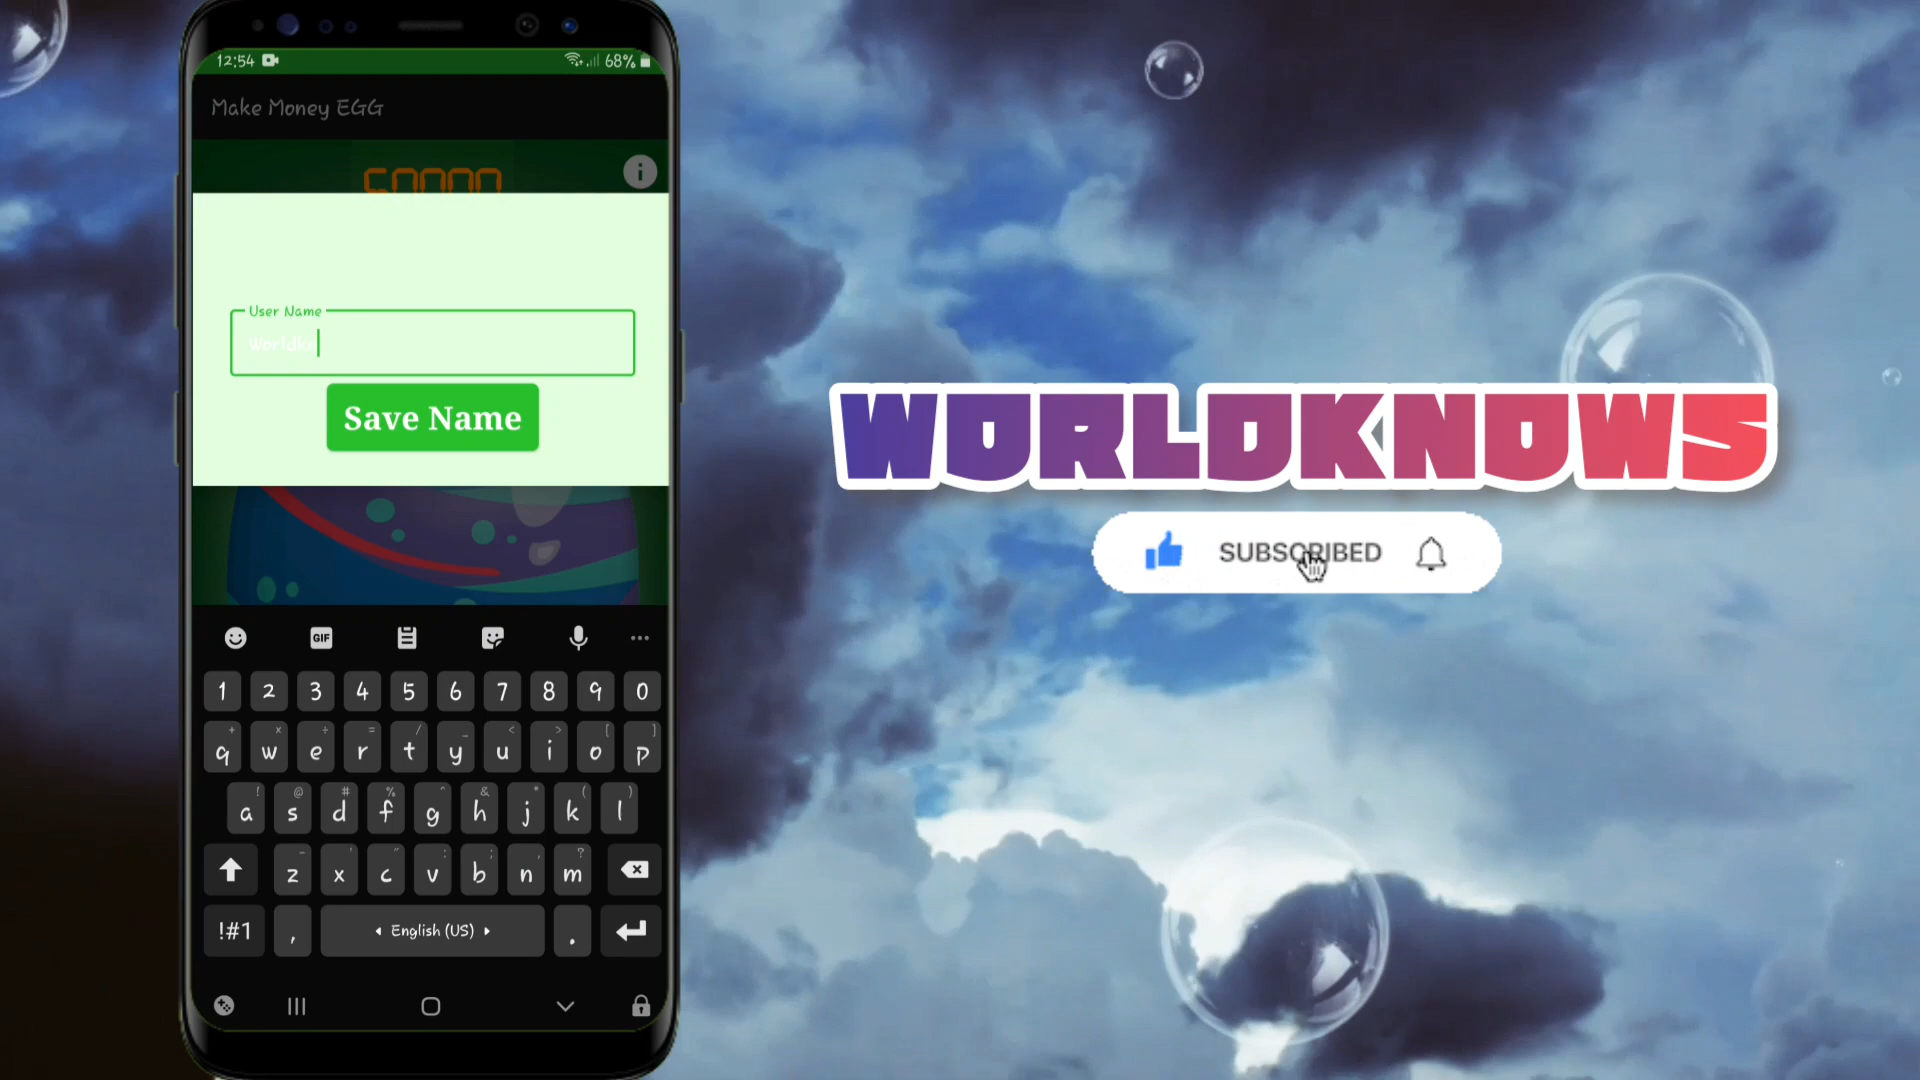 12:54 68%
Make Money EGG
User Name
Save Name
GIF
1 2 3 4 5 6 7 8 9 0
+ × ÷ = / _ < > [ ]
q w e r t y u i o p
! @ # % ^ & * ( )
a s d f g h j k l
- ' " : ; , ?
z x c v b n m
!#1 , English (US) .
WORLDKNOWS
SUBSCRIBED